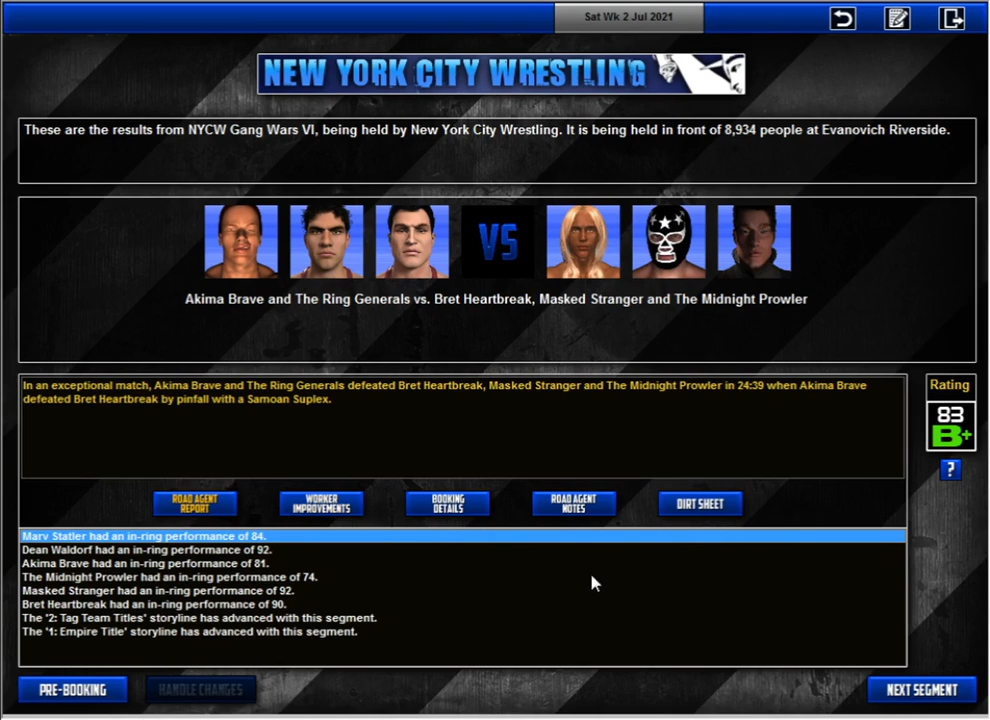 Sat Wk 2 Jul 2021
NEW YORK CITY WRESTLING
These are the results from NYCW Gang Wars VI, being held by New York City Wrestling. It is being held in front of 8,934 people at Evanovich Riverside.
VS
Akima Brave and The Ring Generals vs. Bret Heartbreak, Masked Stranger and The Midnight Prowler
In an exceptional match, Akima Brave and The Ring Generals defeated Bret Heartbreak, Masked Stranger and The Midnight Prowler in 24:39 when Akima Brave
defeated Bret Heartbreak by pinfall with a Samoan Suplex.
Rating
83
B+
?
ROAD AGENT
REPORT
WORKER
IMPROVEMENTS
BOOKING
DETAILS
ROAD AGENT
NOTES
DIRT SHEET
Marv Statler had an in-ring performance of 84.
Dean Waldorf had an in-ring performance of 92.
Akima Brave had an in-ring performance of 81.
The Midnight Prowler had an in-ring performance of 74.
Masked Stranger had an in-ring performance of 92.
Bret Heartbreak had an in-ring performance of 90.
The '2: Tag Team Titles' storyline has advanced with this segment.
The '1: Empire Title' storyline has advanced with this segment.
PRE-BOOKING
HANDLE CHANGES
NEXT SEGMENT